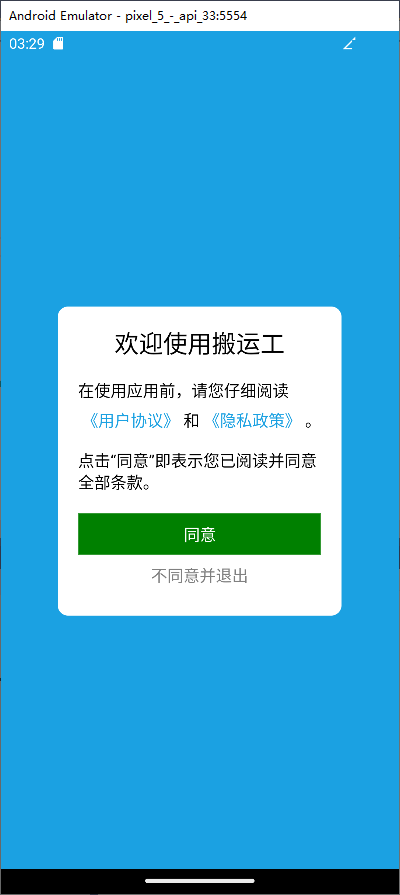 Android Emulator - pixel_5_-_api_33:5554
03:29
欢迎使用搬运工
在使用应用前，请您仔细阅读
《用户协议》 和 《隐私政策》 。
点击“同意”即表示您已阅读并同意
全部条款。
同意
不同意并退出